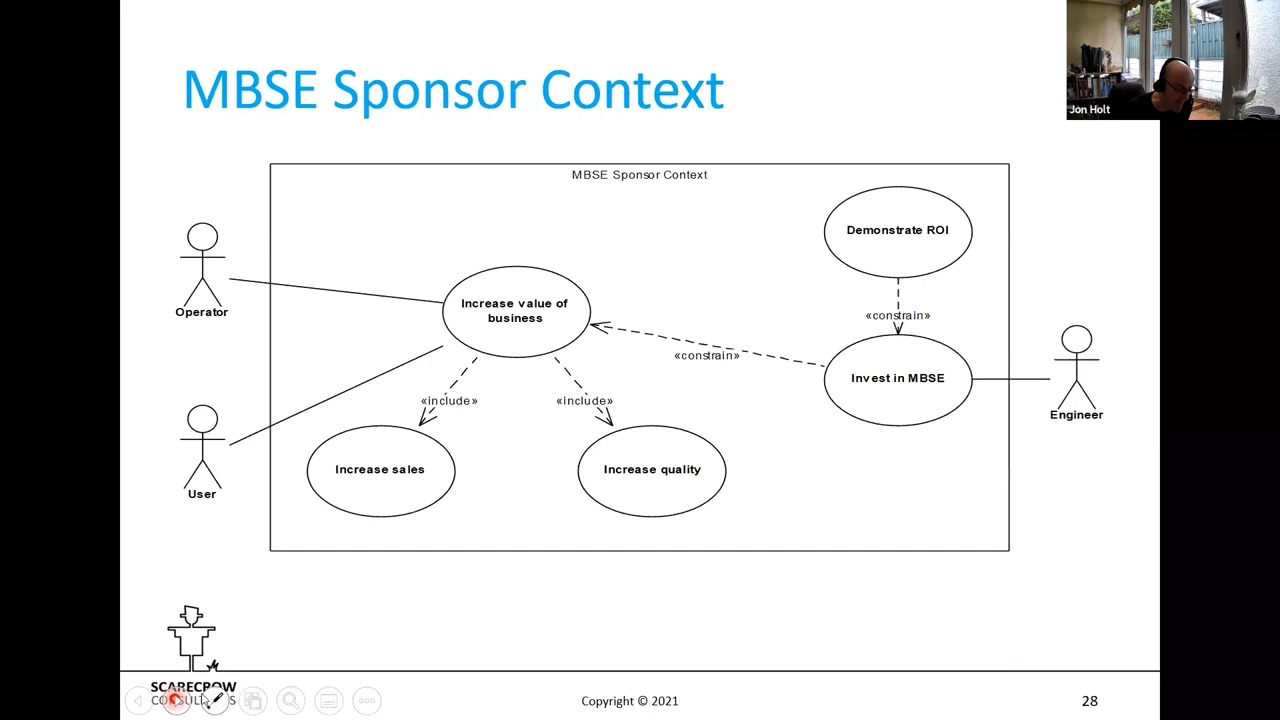 MBSE Sponsor Context
Jon Holt
MBSE Sponsor Context
Demonstrate ROI
Operator
Increase value of
business
«constrain»
«constrain»
Invest in MBSE
Engineer
«include»
«include»
User
Increase sales
Increase quality
SCARECROW
CONSULTANTS
Copyright © 2021
28